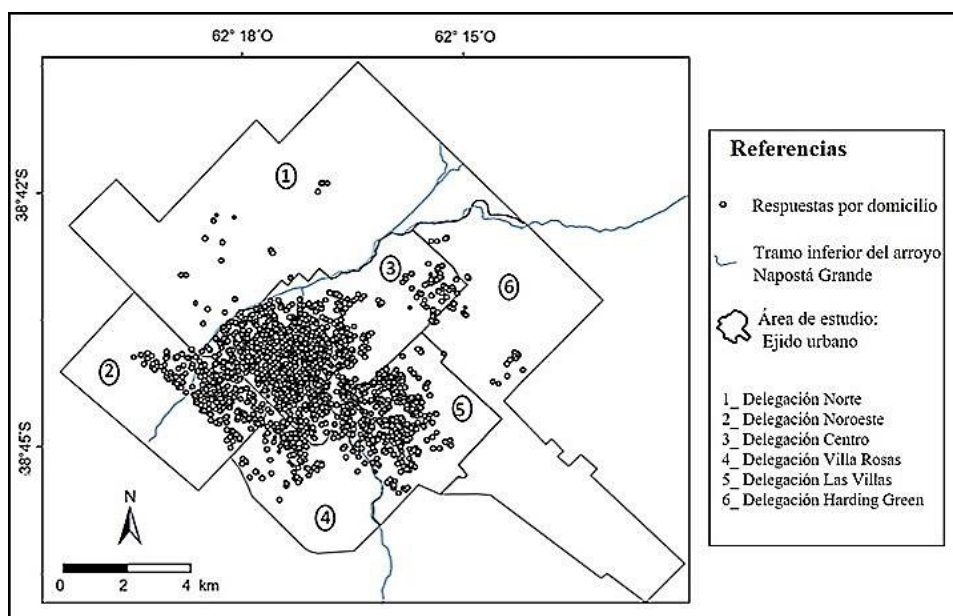 62° 18´O
62° 15´O
38°42´S
38°45´S
1
2
3
4
5
6
N
0
2
4
km
Referencias
Respuestas por domicilio
Tramo inferior del arroyo
Napostá Grande
Área de estudio:
Ejido urbano
1_ Delegación Norte
2_ Delegación Noroeste
3_ Delegación Centro
4_ Delegación Villa Rosas
5_ Delegación Las Villas
6_ Delegación Harding Green